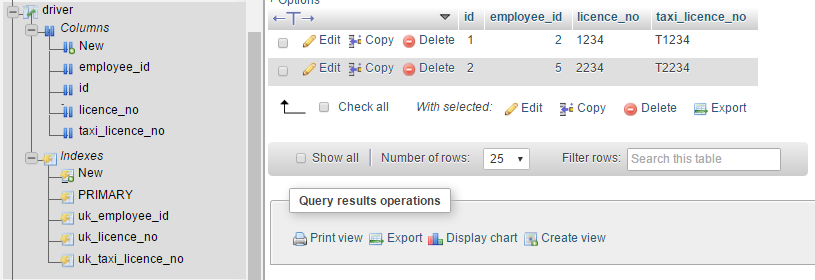 driver
Columns
New
employee_id
id
licence_no
taxi_licence_no
Indexes
New
PRIMARY
uk_employee_id
uk_licence_no
uk_taxi_licence_no
+ Options
←T→ id employee_id licence_no taxi_licence_no
Edit Copy Delete 1 2 1234 T1234
Edit Copy Delete 2 5 2234 T2234
Check all With selected: Edit Copy Delete Export
Show all Number of rows: 25 Filter rows: Search this table
Query results operations
Print view Export Display chart Create view